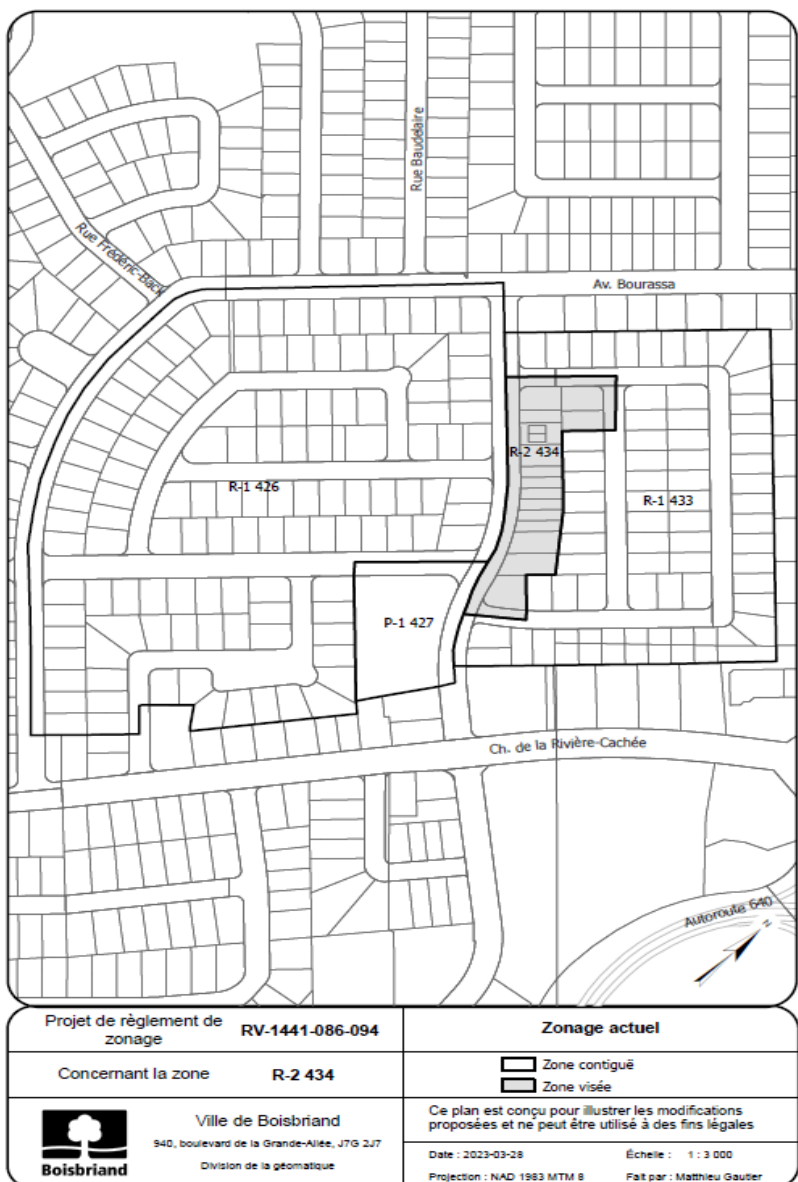 Rue Baudelaire
Rue Frédéric-Back
Av. Bourassa
R-2 434
R-1 426
R-1 433
P-1 427
Ch. de la Rivière-Cachée
Autoroute 640
N
Projet de règlement de
zonage
RV-1441-086-094
Zonage actuel
Concernant la zone
R-2 434
Zone contiguë
Zone visée
Boisbriand
Ville de Boisbriand
940, boulevard de la Grande-Allée, J7G 2J7
Division de la géomatique
Ce plan est conçu pour illustrer les modifications
proposées et ne peut être utilisé à des fins légales
Date : 2023-03-28
Échelle : 1 : 3 000
Projection : NAD 1983 MTM 8
Fait par : Matthieu Gautier